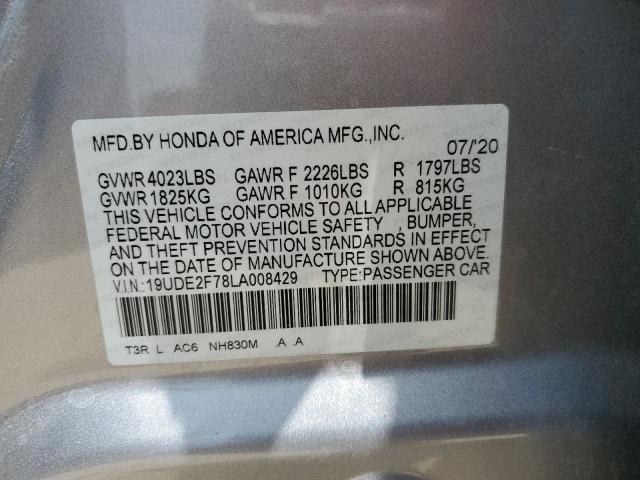 MFD.BY HONDA OF AMERICA MFG.,INC. 07/'20
GVWR 4023LBS GAWR F 2226LBS R 1797LBS
GVWR 1825KG GAWR F 1010KG R 815KG
THIS VEHICLE CONFORMS TO ALL APPLICABLE
FEDERAL MOTOR VEHICLE SAFETY , BUMPER,
AND THEFT PREVENTION STANDARDS IN EFFECT
ON THE DATE OF MANUFACTURE SHOWN ABOVE.
V.I.N.: 19UDE2F78LA008429 TYPE:PASSENGER CAR
T3R L AC6 NH830M .A .A